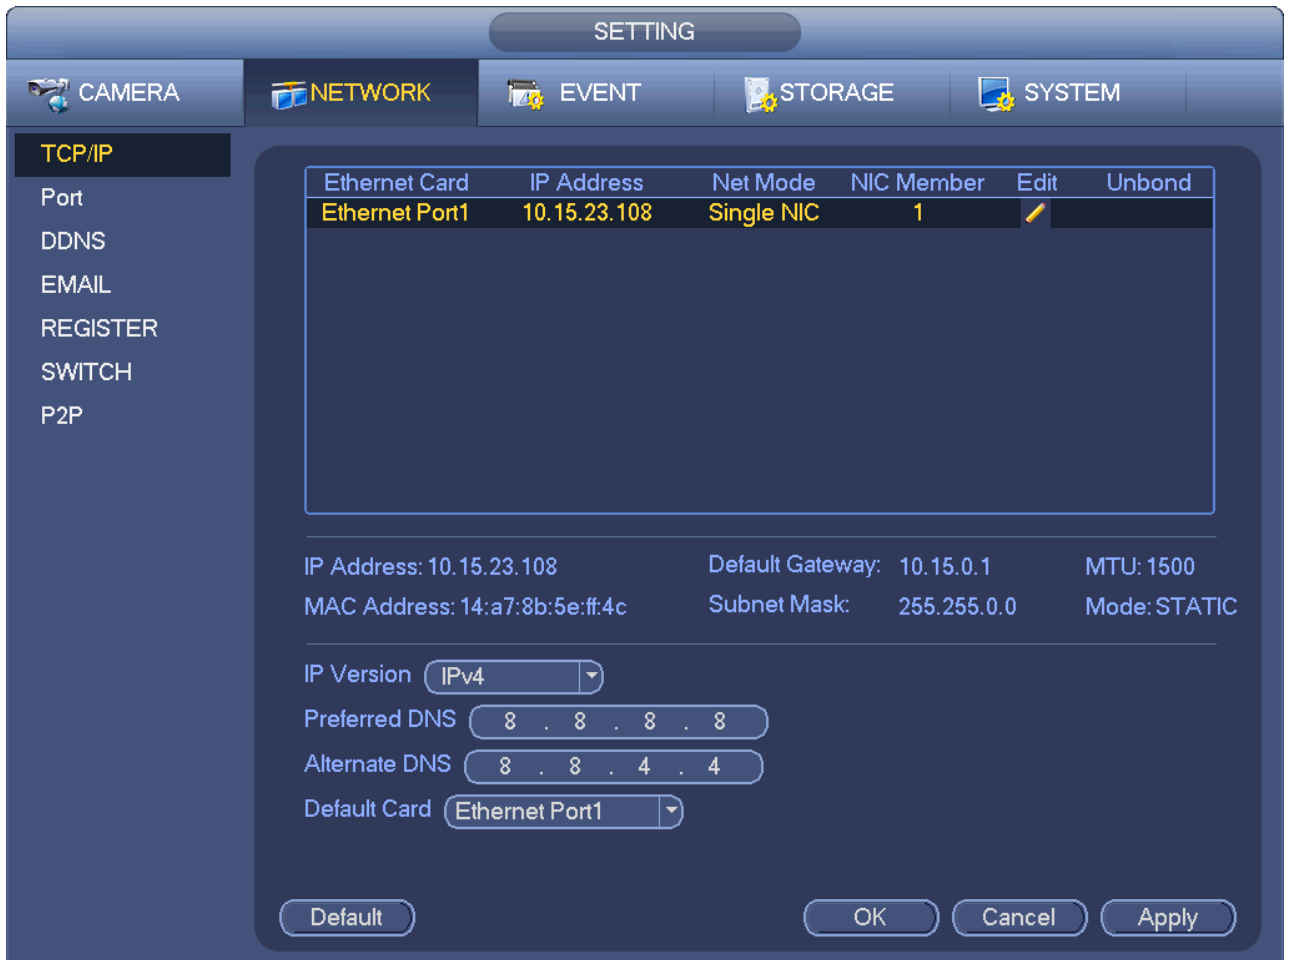 SETTING
CAMERA NETWORK EVENT STORAGE SYSTEM
TCP/IP
Port
DDNS
EMAIL
REGISTER
SWITCH
P2P
Ethernet Card IP Address Net Mode NIC Member Edit Unbond
Ethernet Port1 10.15.23.108 Single NIC 1
IP Address: 10.15.23.108 Default Gateway: 10.15.0.1 MTU: 1500
MAC Address: 14:a7:8b:5e:ff:4c Subnet Mask: 255.255.0.0 Mode: STATIC
IP Version IPv4
Preferred DNS 8 . 8 . 8 . 8
Alternate DNS 8 . 8 . 4 . 4
Default Card Ethernet Port1
Default OK Cancel Apply